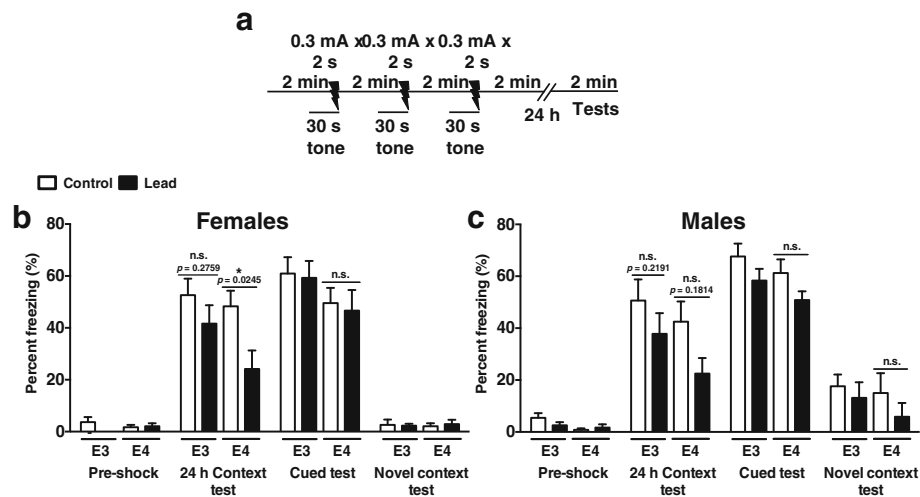 a
0.3 mA x 0.3 mA x 0.3 mA x
2 s 2 s 2 s
2 min 2 min 2 min 2 min 2 min
24 h Tests
30 s 30 s 30 s
tone tone tone
Control Lead
b Females
Percent freezing (%)
80
60
40
20
0
n.s.
p = 0.2759
*
p = 0.0245
n.s.
E3 E4 E3 E4 E3 E4 E3 E4
Pre-shock 24 h Context Cued test Novel context
test test
c Males
Percent freezing (%)
80
60
40
20
0
n.s.
p = 0.2191
n.s.
p = 0.1814
n.s.
n.s.
E3 E4 E3 E4 E3 E4 E3 E4
Pre-shock 24 h Context Cued test Novel context
test test